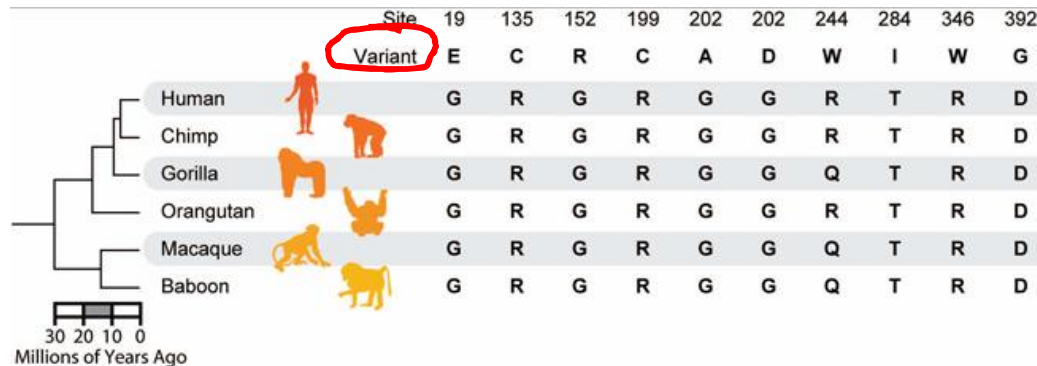 Site 19 135 152 199 202 202 244 284 346 392
Variant E C R C A D W I W G
Human G R G R G G R T R D
Chimp G R G R G G R T R D
Gorilla G R G R G G Q T R D
Orangutan G R G R G G R T R D
Macaque G R G R G G Q T R D
Baboon G R G R G G Q T R D
30 20 10 0
Millions of Years Ago